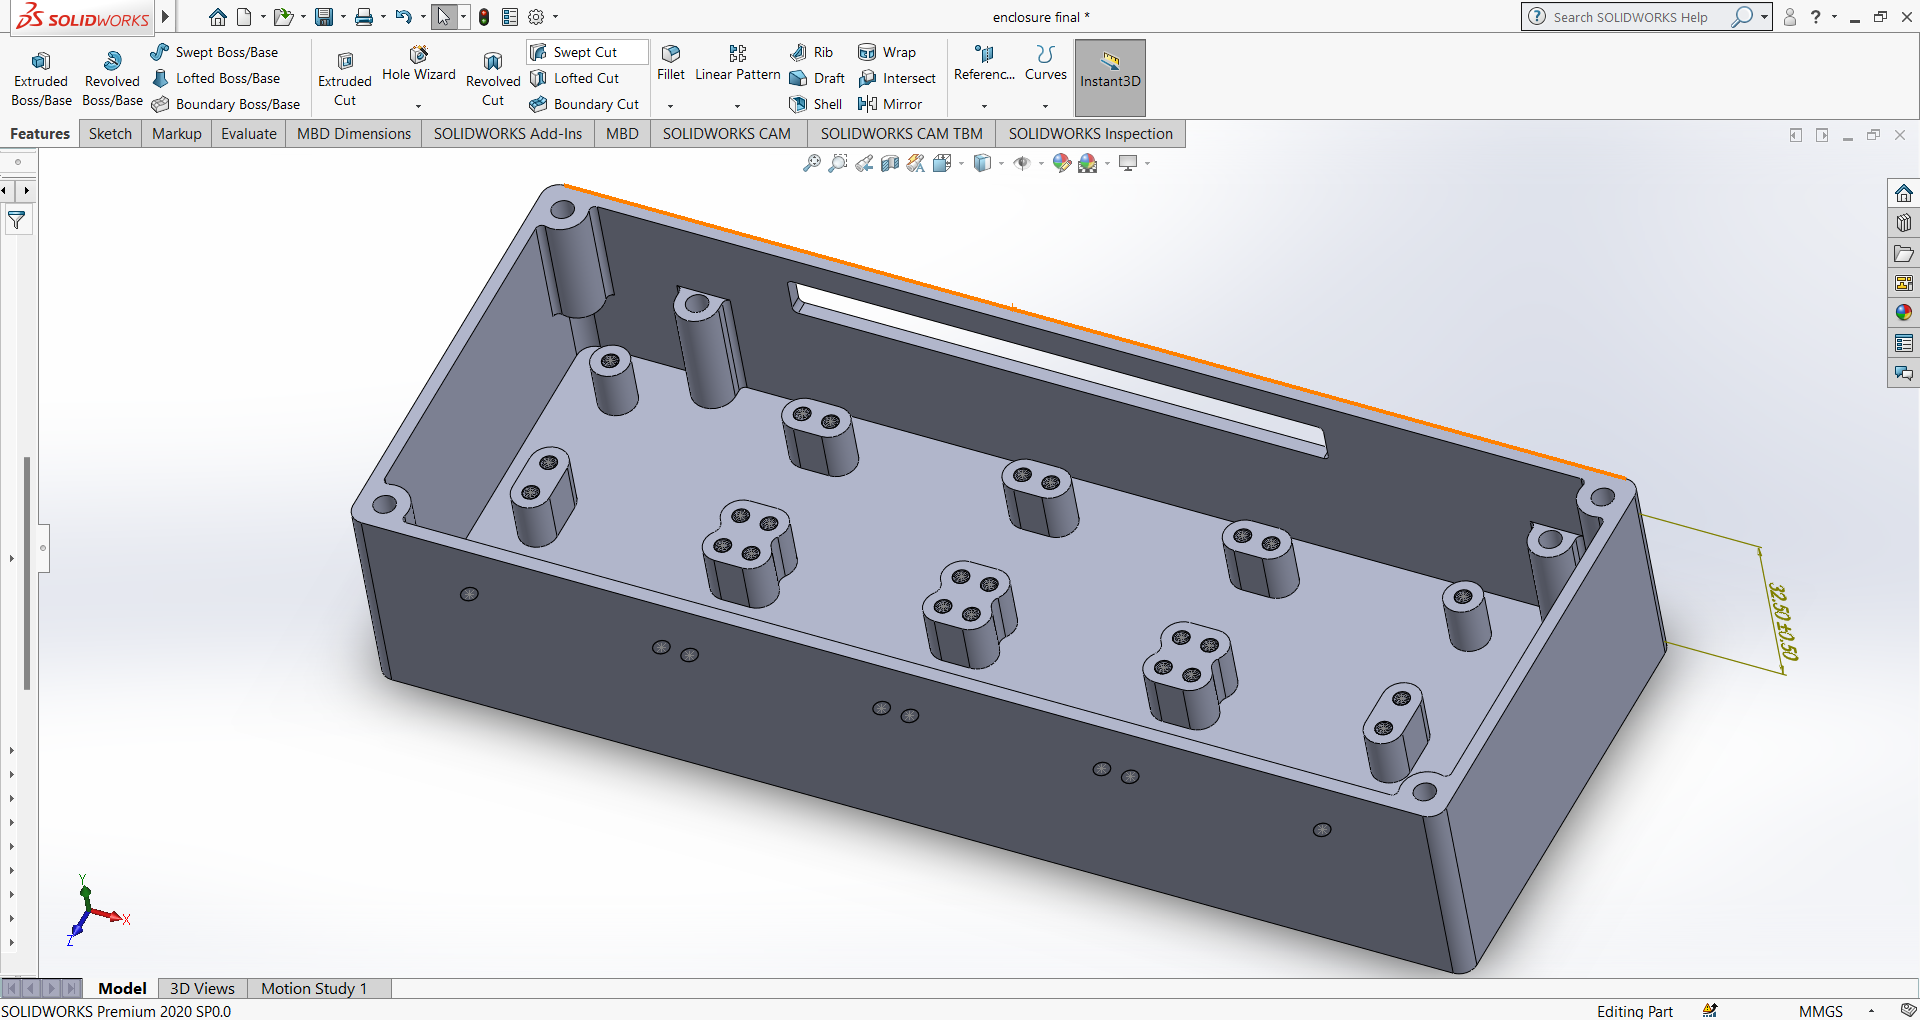 SOLIDWORKS
enclosure final *
Search SOLIDWORKS Help
Extruded Boss/Base
Revolved Boss/Base
Swept Boss/Base
Lofted Boss/Base
Boundary Boss/Base
Extruded Cut
Hole Wizard
Revolved Cut
Swept Cut
Lofted Cut
Boundary Cut
Fillet
Linear Pattern
Rib
Draft
Shell
Wrap
Intersect
Mirror
Referenc...
Curves
Instant3D
Features
Sketch
Markup
Evaluate
MBD Dimensions
SOLIDWORKS Add-Ins
MBD
SOLIDWORKS CAM
SOLIDWORKS CAM TBM
SOLIDWORKS Inspection
32.50 ±0.50
Y
X
Z
Model
3D Views
Motion Study 1
SOLIDWORKS Premium 2020 SP0.0
Editing Part
MMGS